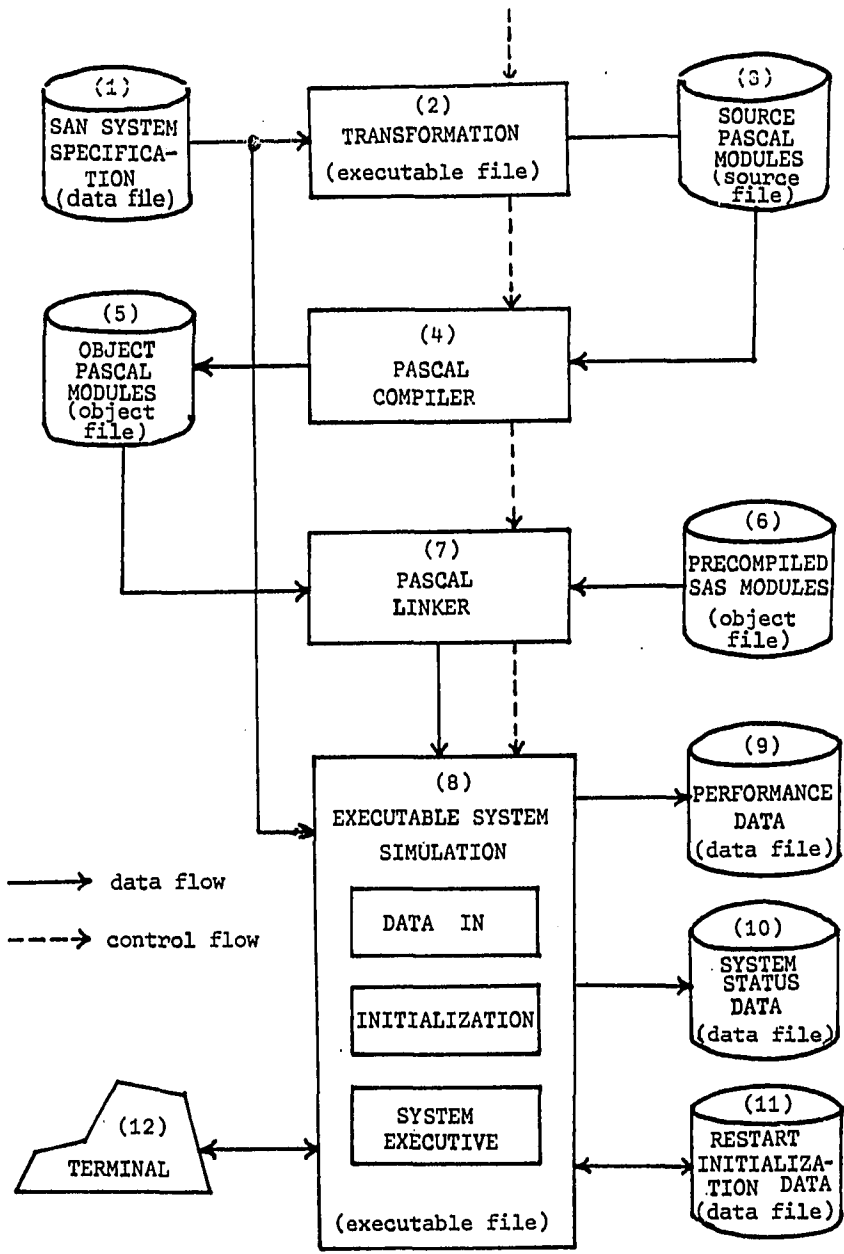 (1)
SAN SYSTEM
SPECIFICA-
TION
(data file)
(2)
TRANSFORMATION
(executable file)
(3)
SOURCE
PASCAL
MODULES
(source
file)
(5)
OBJECT
PASCAL
MODULES
(object
file)
(4)
PASCAL
COMPILER
(7)
PASCAL
LINKER
(6)
PRECOMPILED
SAS MODULES
(object
file)
(8)
EXECUTABLE SYSTEM
SIMULATION
DATA IN
INITIALIZATION
SYSTEM
EXECUTIVE
(executable file)
(9)
PERFORMANCE
DATA
(data file)
data flow
control flow
(10)
SYSTEM
STATUS
DATA
(data file)
(11)
RESTART
INITIALIZA-
TION DATA
(data file)
(12)
TERMINAL